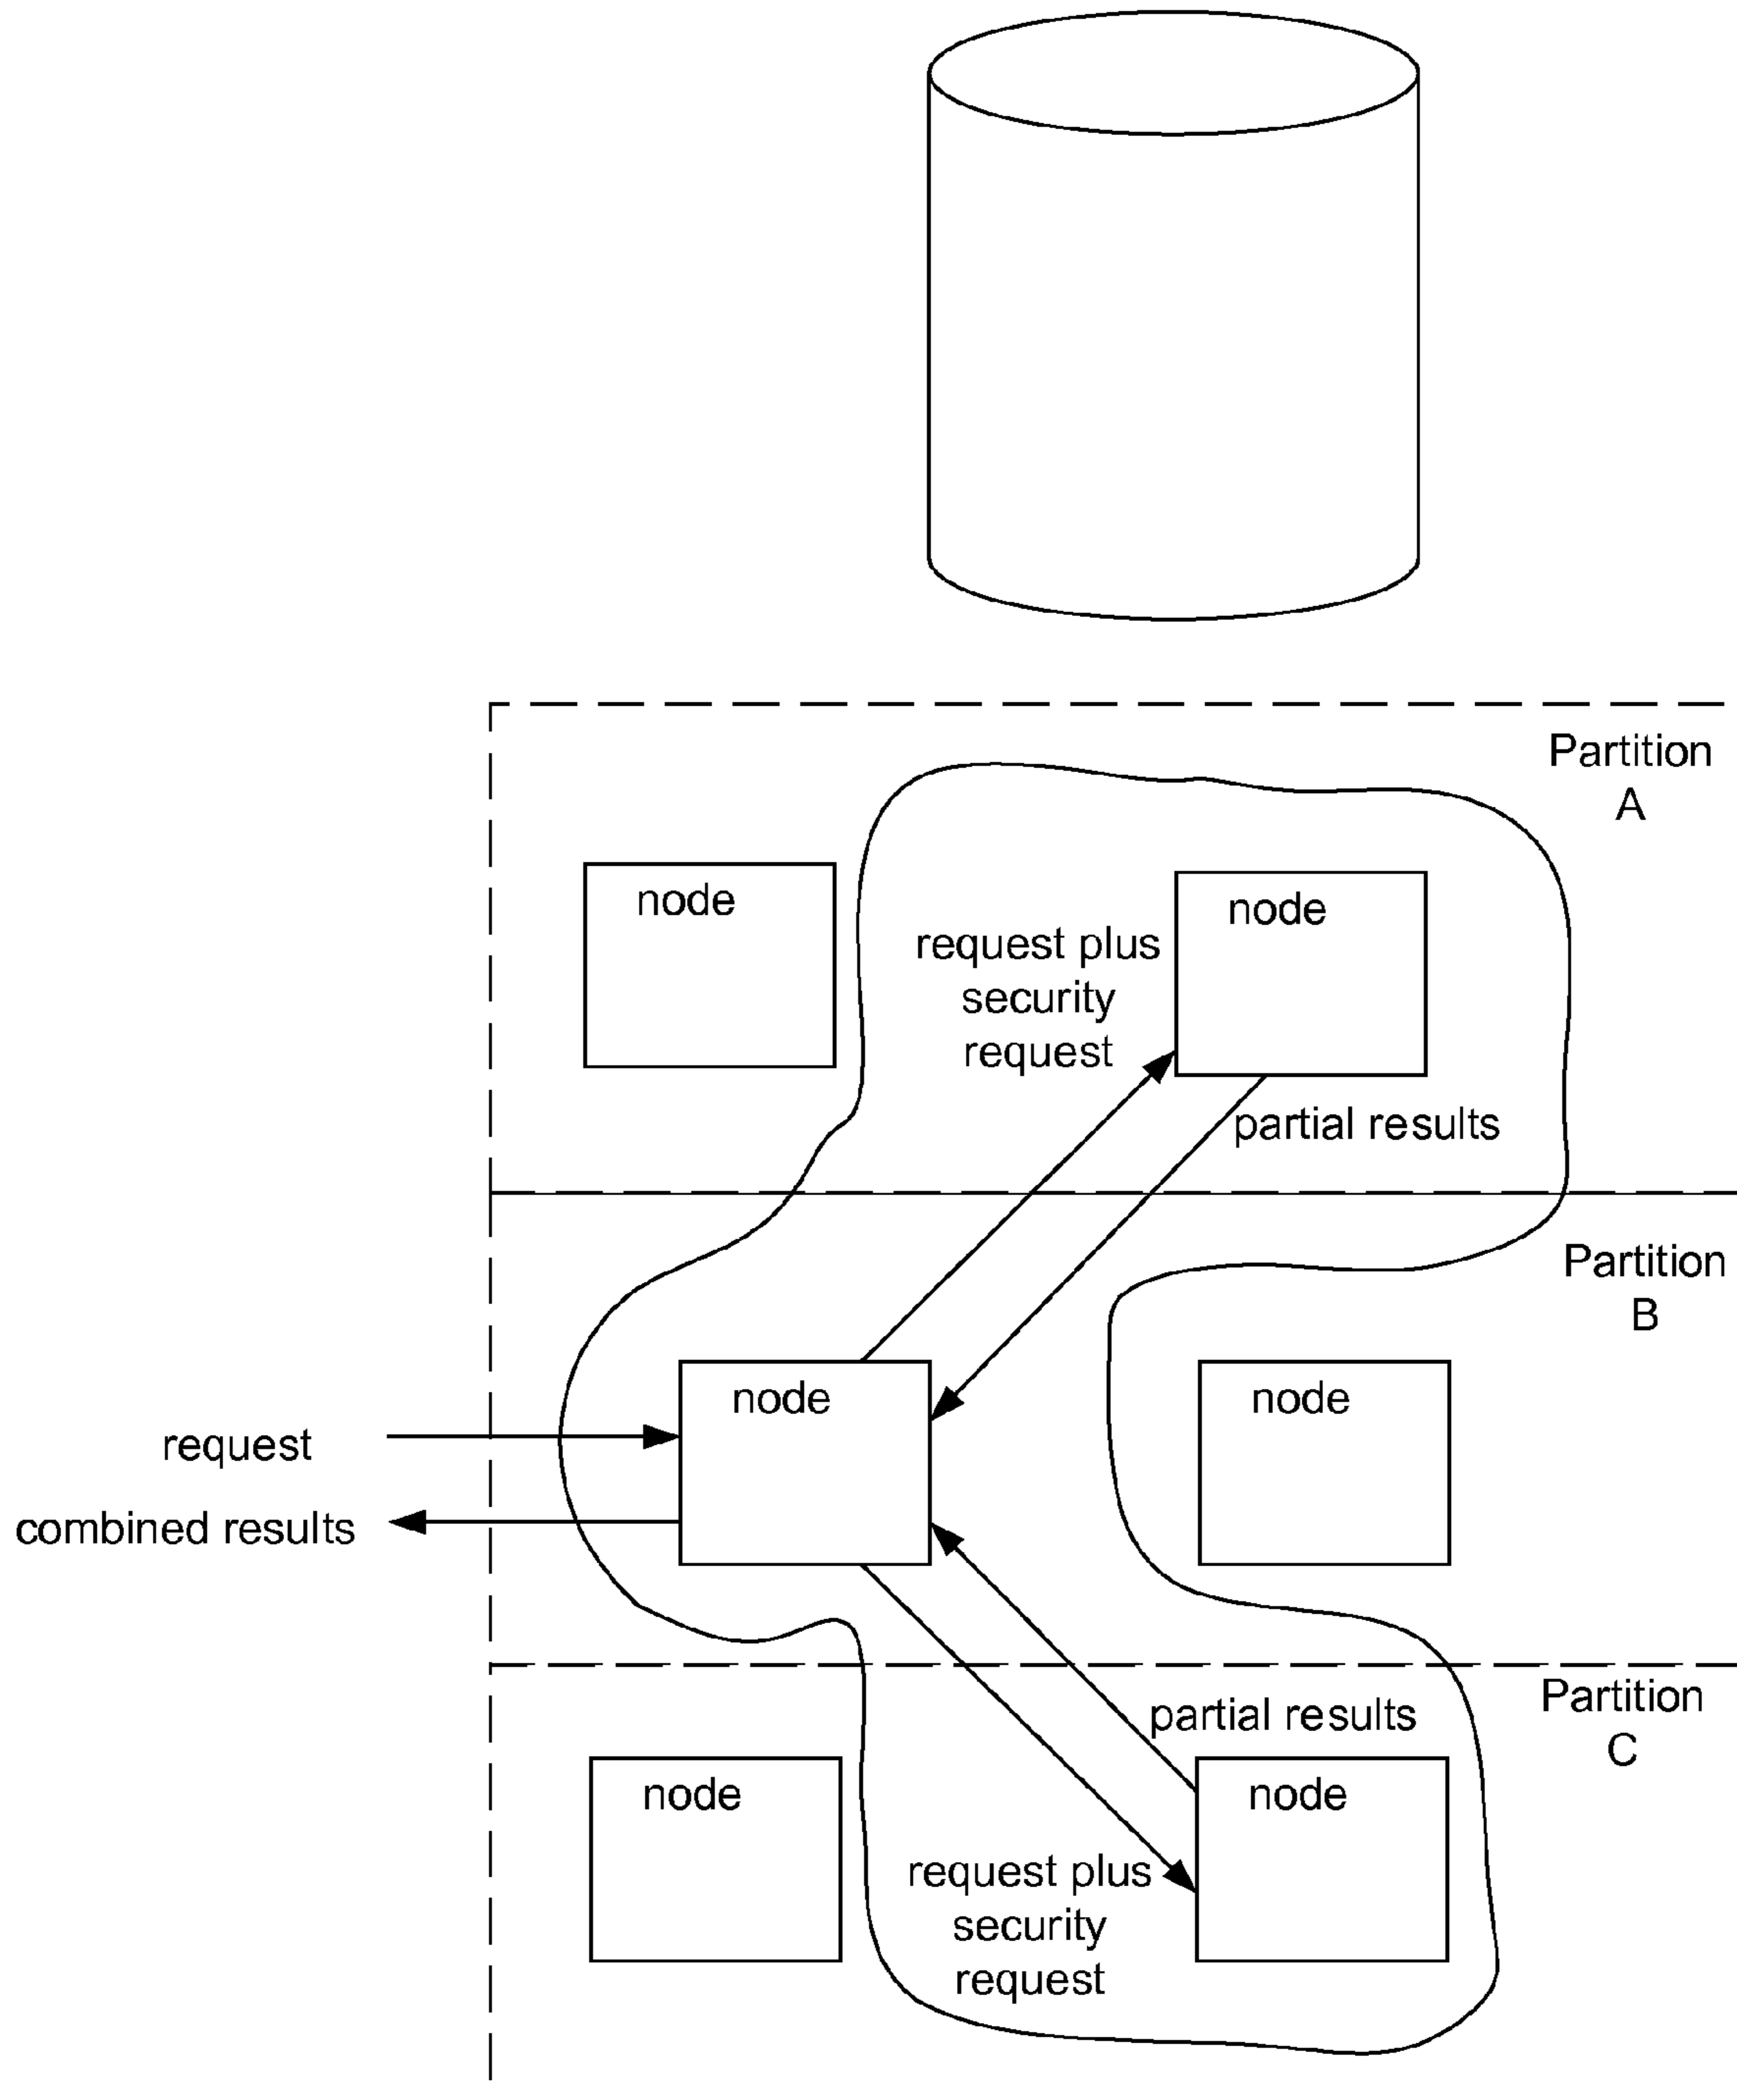 Partition
A
node
node
request plus
security
request
partial results
Partition
B
node
node
request
combined results
Partition
C
partial results
node
node
request plus
security
request